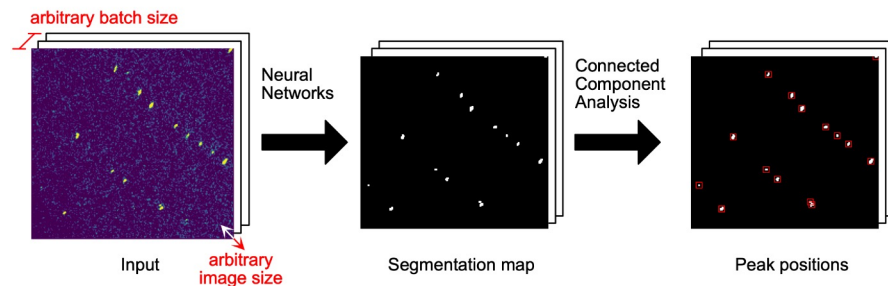 arbitrary batch size
Neural
Networks
Connected
Component
Analysis
arbitrary
image size
Input
Segmentation map
Peak positions